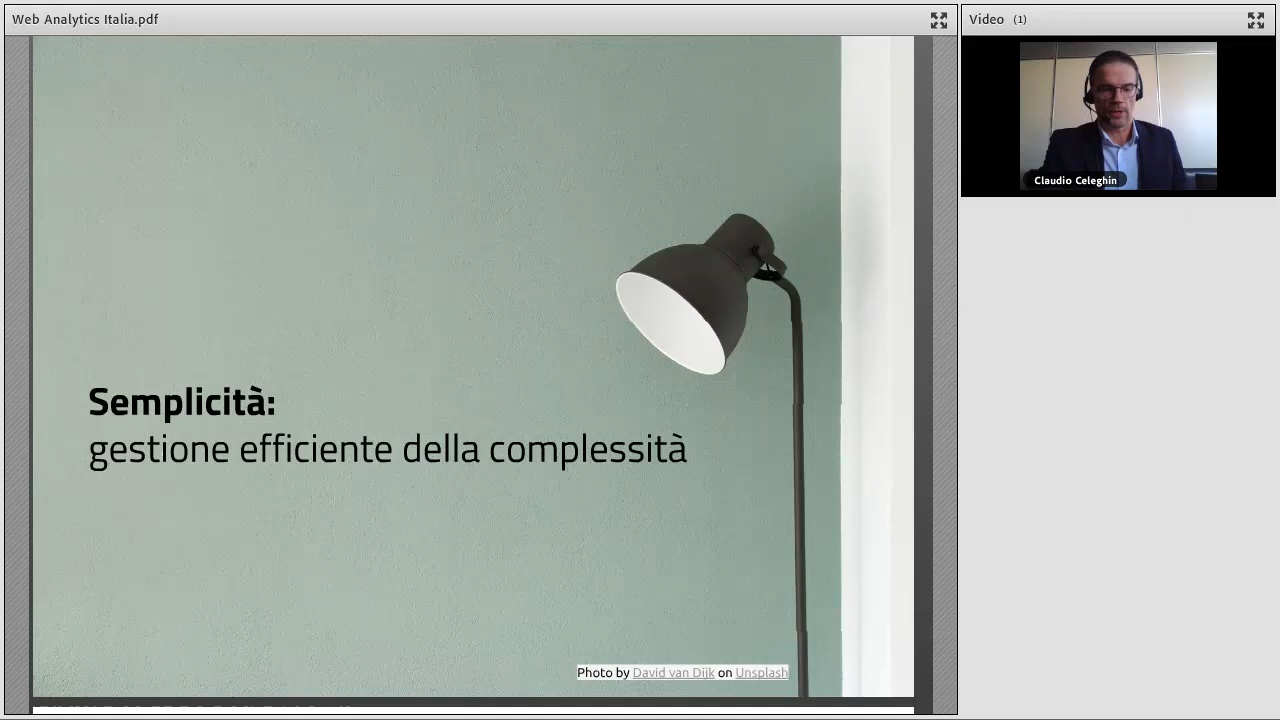 Web Analytics Italia.pdf
Video (1)
Claudio Celeghin
Semplicità:
gestione efficiente della complessità
Photo by David van Dijk on Unsplash